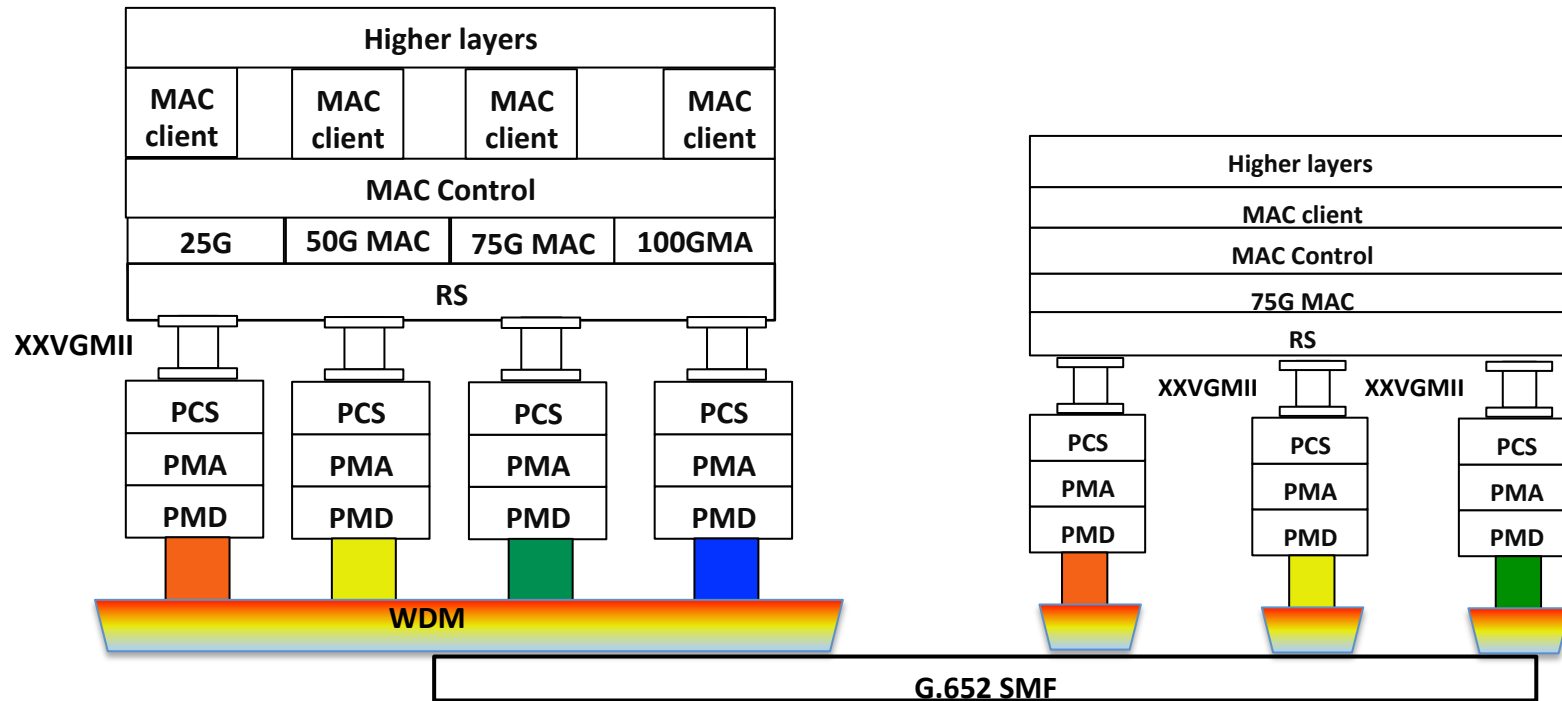 Higher layers
MAC client
MAC client
MAC client
MAC client
MAC Control
25G
50G MAC
75G MAC
100GMA
RS
XXVGMII
PCS
PCS
PCS
PCS
PMA
PMA
PMA
PMA
PMD
PMD
PMD
PMD
WDM
Higher layers
MAC client
MAC Control
75G MAC
RS
XXVGMII
XXVGMII
PCS
PCS
PCS
PMA
PMA
PMA
PMD
PMD
PMD
G.652 SMF